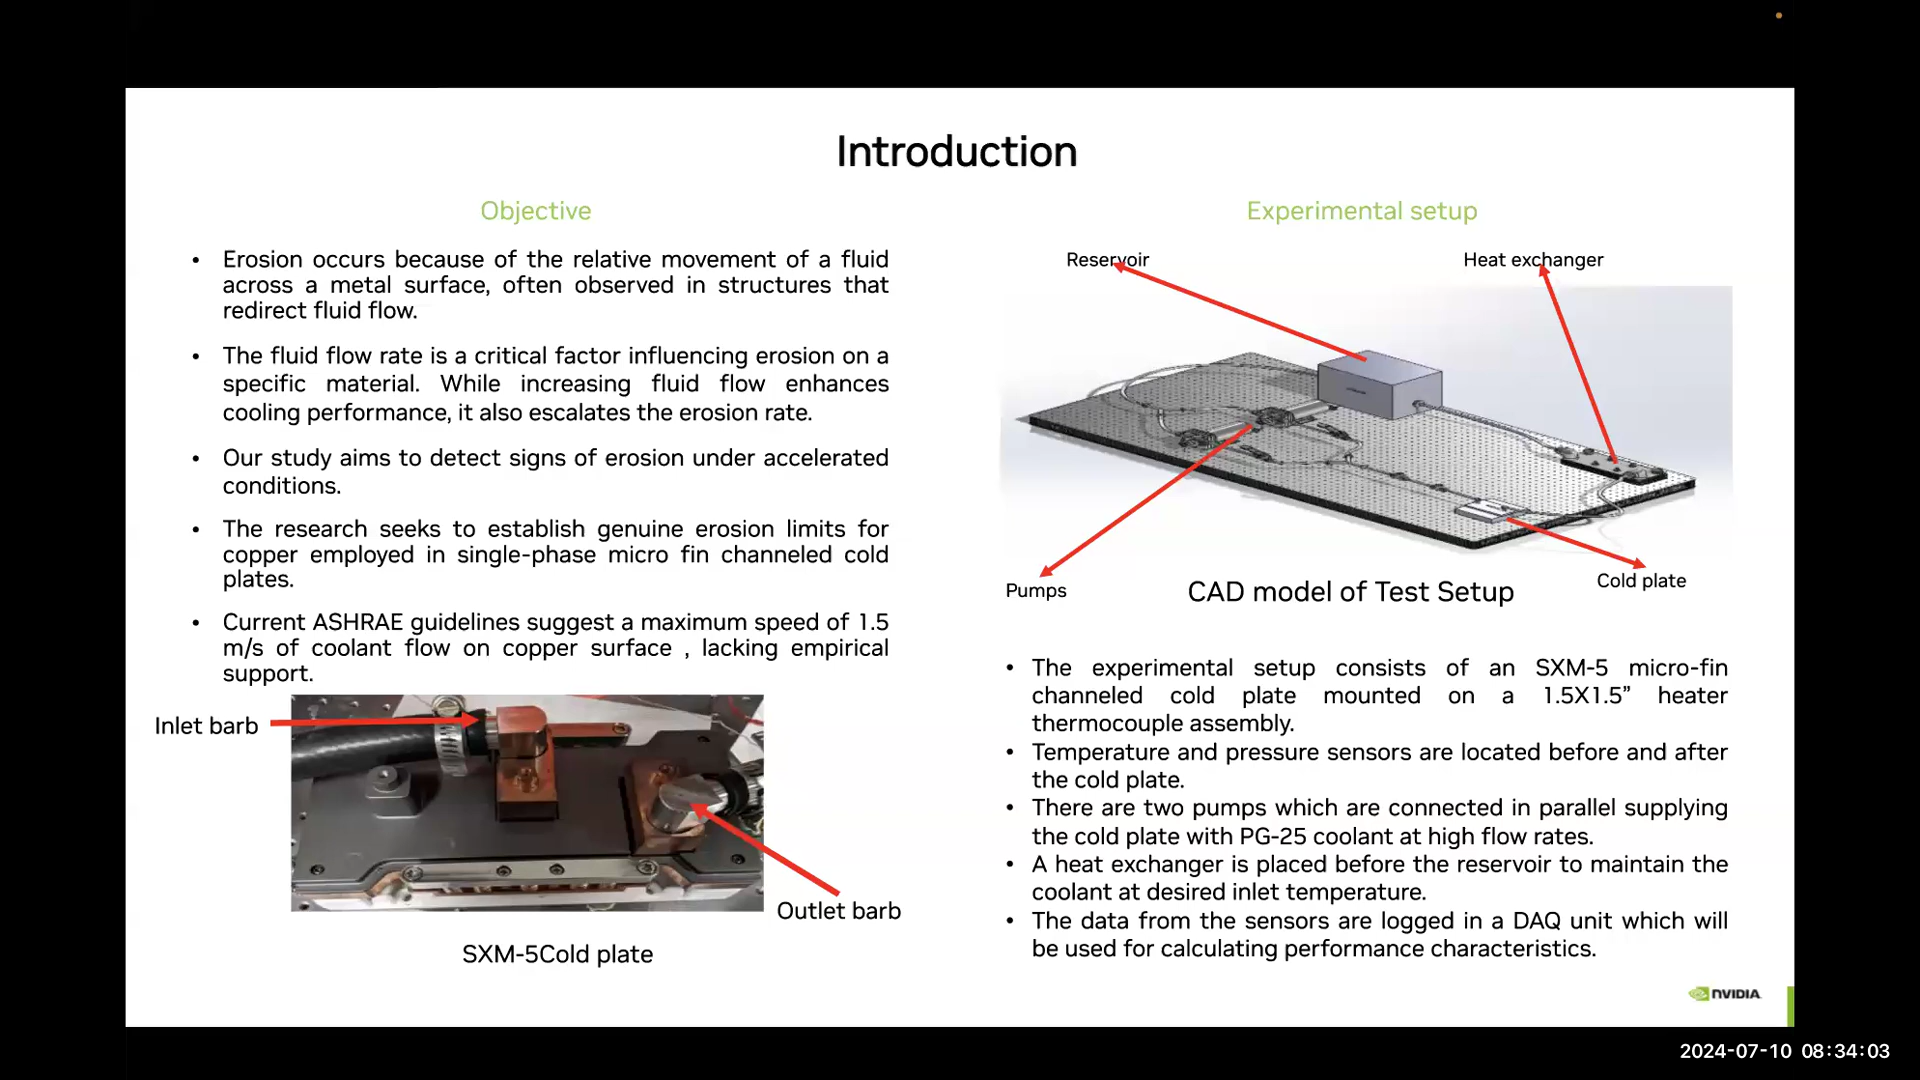 Introduction
Objective
• Erosion occurs because of the relative movement of a fluid
across a metal surface, often observed in structures that
redirect fluid flow.
• The fluid flow rate is a critical factor influencing erosion on a
specific material. While increasing fluid flow enhances
cooling performance, it also escalates the erosion rate.
• Our study aims to detect signs of erosion under accelerated
conditions.
• The research seeks to establish genuine erosion limits for
copper employed in single-phase micro fin channeled cold
plates.
• Current ASHRAE guidelines suggest a maximum speed of 1.5
m/s of coolant flow on copper surface , lacking empirical
support.
Inlet barb
Outlet barb
SXM-5Cold plate
Experimental setup
Reservoir
Heat exchanger
Pumps
Cold plate
CAD model of Test Setup
• The experimental setup consists of an SXM-5 micro-fin
channeled cold plate mounted on a 1.5X1.5” heater
thermocouple assembly.
• Temperature and pressure sensors are located before and after
the cold plate.
• There are two pumps which are connected in parallel supplying
the cold plate with PG-25 coolant at high flow rates.
• A heat exchanger is placed before the reservoir to maintain the
coolant at desired inlet temperature.
• The data from the sensors are logged in a DAQ unit which will
be used for calculating performance characteristics.
NVIDIA
2024-07-10 08:34:03